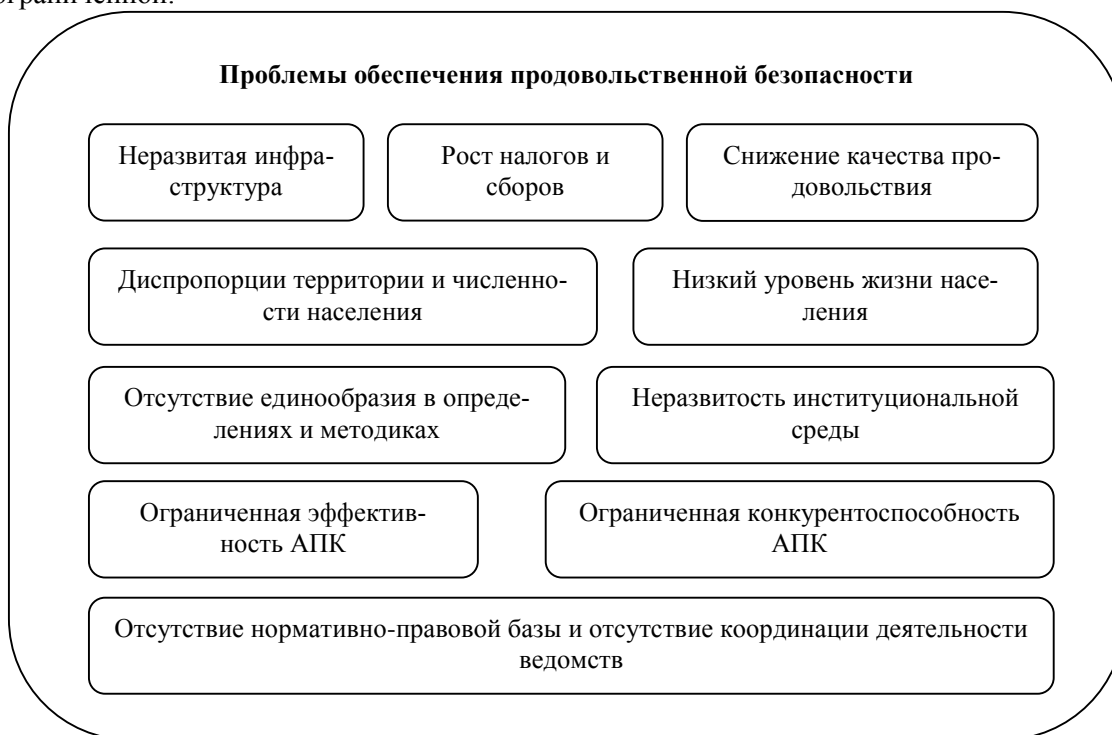 ограниченной.
Проблемы обеспечения продовольственной безопасности
Неразвитая инфра-
структура
Рост налогов и
сборов
Снижение качества про-
довольствия
Диспропорции территории и численно-
сти населения
Низкий уровень жизни насе-
ления
Отсутствие единообразия в опреде-
лениях и методиках
Неразвитость институциональной
среды
Ограниченная эффектив-
ность АПК
Ограниченная конкурентоспособность
АПК
Отсутствие нормативно-правовой базы и отсутствие координации деятельности
ведомств